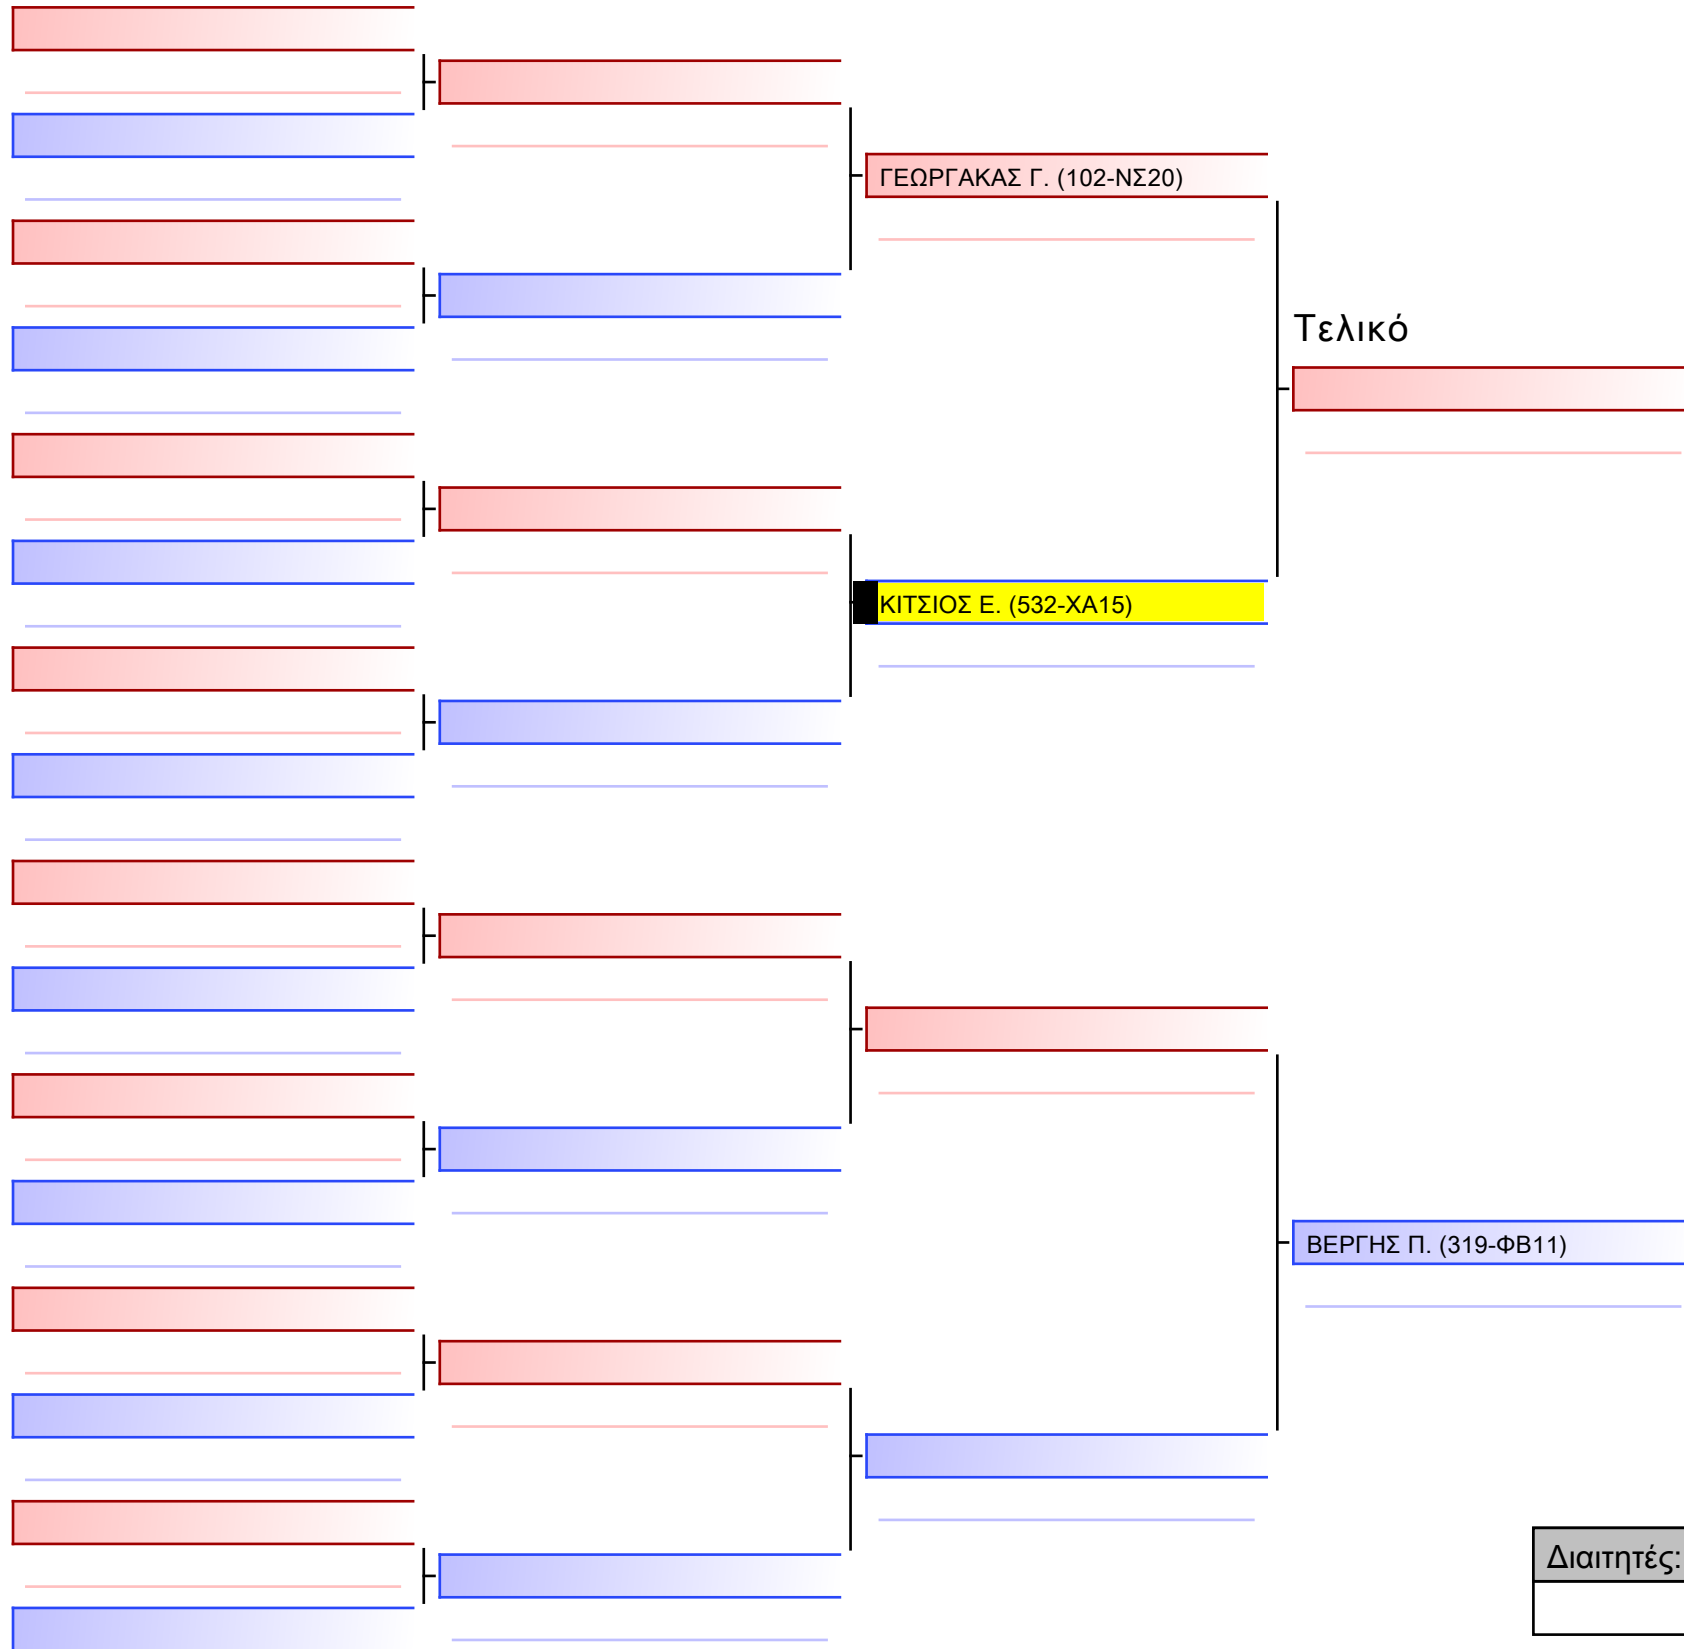 ΓΕΩΡΓΑΚΑΣ Γ. (102-ΝΣ20)
Τελικό
ΚΙΤΣΙΟΣ Ε. (532-ΧΑ15)
ΒΕΡΓΗΣ Π. (319-ΦΒ11)
Διαιτητές: